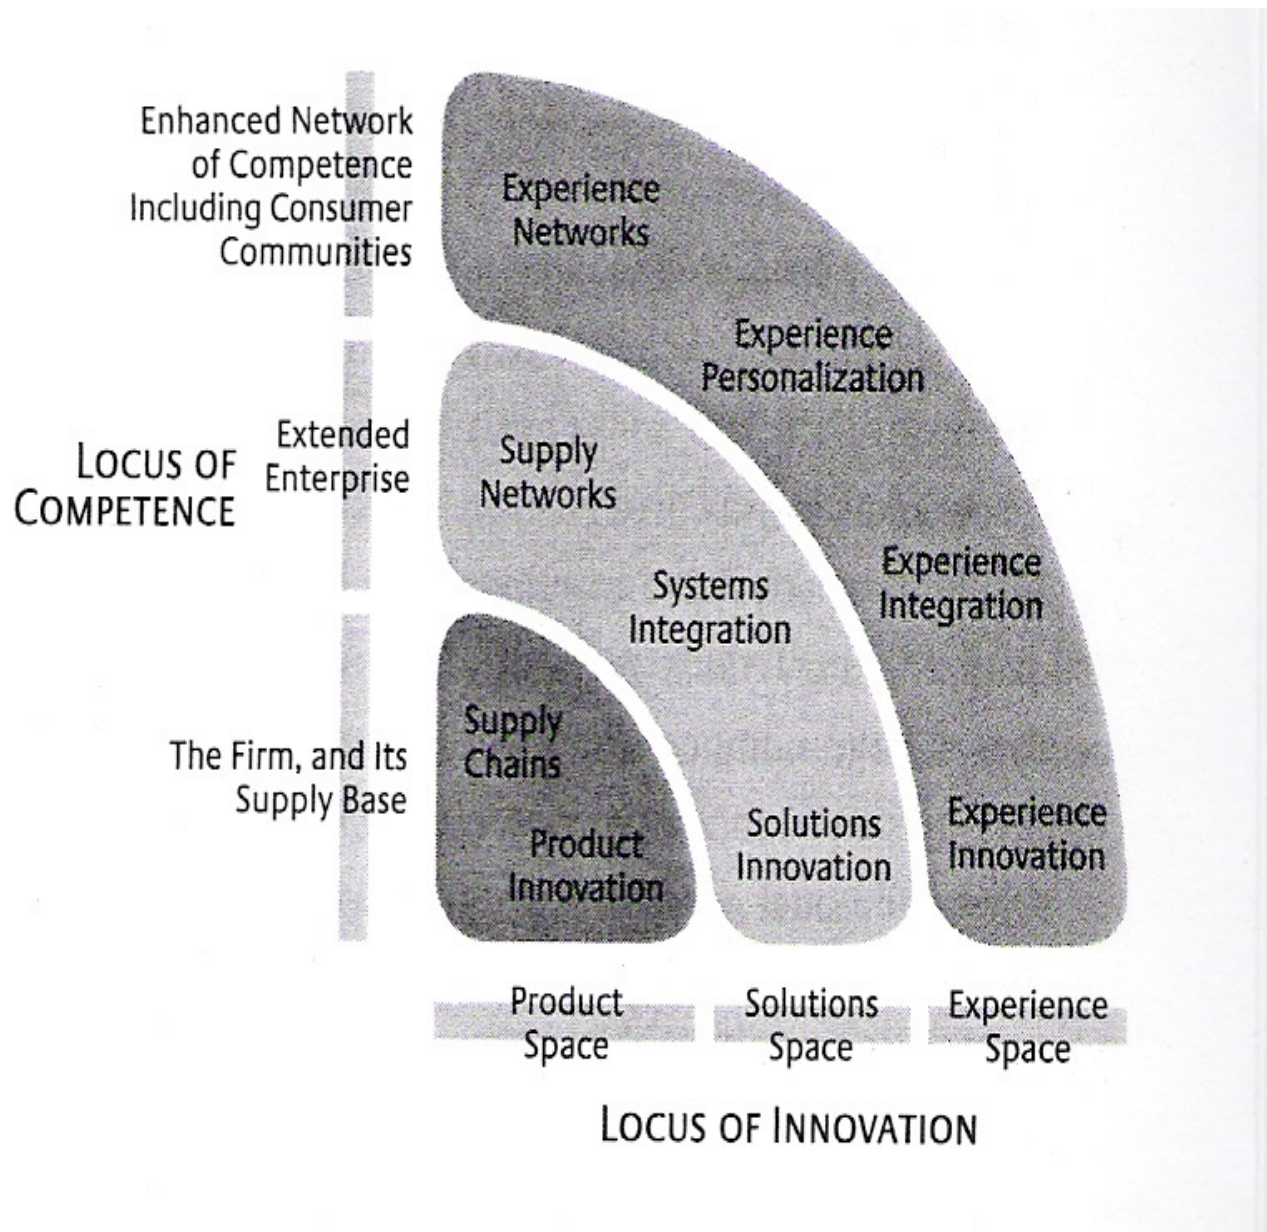 Enhanced Network
of Competence
Including Consumer
Communities
Experience
Networks
Experience
Personalization
LOCUS OF
COMPETENCE
Extended
Enterprise
Supply
Networks
Experience
Integration
Systems
Integration
The Firm, and Its
Supply Base
Supply
Chains
Product
Innovation
Solutions
Innovation
Experience
Innovation
Product
Space
Solutions
Space
Experience
Space
LOCUS OF INNOVATION